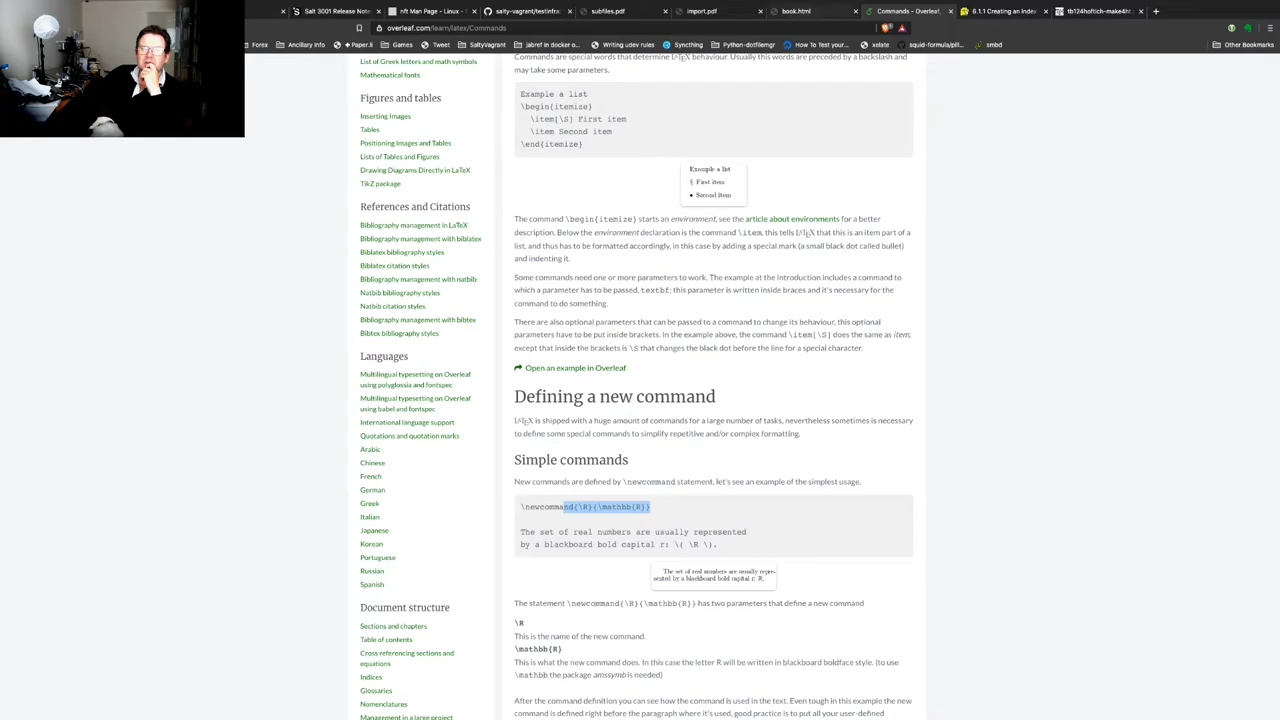 Salt 3001 Release Note
nft Man Page - Linux -
salty-vagrant/testinfra
subfiles.pdf
import.pdf
book.html
Commands - Overleaf,
6.1.1 Creating an Index
tb124hoftich-make4h
overleaf.com/learn/latex/Commands
Forex
Ancillary Info
+Paper.li
Games
Tweet
SaltyVagrant
jabref in docker o...
Writing udev rules
Syncthing
Python-dotfilemgr
How To Test your...
xelate
squid-formula/pil...
smbd
Other Bookmarks
List of Greek letters and math symbols
Mathematical fonts
Figures and tables
Inserting Images
Tables
Positioning Images and Tables
Lists of Tables and Figures
Drawing Diagrams Directly in LaTeX
TikZ package
References and Citations
Bibliography management in LaTeX
Bibliography management with biblatex
Biblatex bibliography styles
Biblatex citation styles
Bibliography management with natbib
Natbib bibliography styles
Natbib citation styles
Bibliography management with bibtex
Bibtex bibliography styles
Languages
Multilingual typesetting on Overleaf
using polyglossia and fontspec
Multilingual typesetting on Overleaf
using babel and fontspec
International language support
Quotations and quotation marks
Arabic
Chinese
French
German
Greek
Italian
Japanese
Korean
Portuguese
Russian
Spanish
Document structure
Sections and chapters
Table of contents
Cross referencing sections and
equations
Indices
Glossaries
Nomenclatures
Management in a large project
Commands are special words that determine LaTeX behaviour. Usually this words are preceded by a backslash and
may take some parameters.
Example a list
\begin{itemize}
\item[\S] First item
\item Second item
\end{itemize}
Example a list
§ First item
• Second item
The command \begin{itemize} starts an environment, see the article about environments for a better
description. Below the environment declaration is the command \item, this tells LaTeX that this is an item part of a
list, and thus has to be formatted accordingly, in this case by adding a special mark (a small black dot called bullet)
and indenting it.
Some commands need one or more parameters to work. The example at the introduction includes a command to
which a parameter has to be passed, textbf; this parameter is written inside braces and it's necessary for the
command to do something.
There are also optional parameters that can be passed to a command to change its behaviour, this optional
parameters have to be put inside brackets. In the example above, the command \item[\S] does the same as item,
except that inside the brackets is \S that changes the black dot before the line for a special character.
Open an example in Overleaf
Defining a new command
LaTeX is shipped with a huge amount of commands for a large number of tasks, nevertheless sometimes is necessary
to define some special commands to simplify repetitive and/or complex formatting.
Simple commands
New commands are defined by \newcommand statement, let's see an example of the simplest usage.
\newcommand{\R}{\mathbb{R}}
The set of real numbers are usually represented
by a blackboard bold capital r: \( \R \).
The set of real numbers are usually repre-
sented by a blackboard bold capital r: R.
The statement \newcommand{\R}{\mathbb{R}} has two parameters that define a new command
\R
This is the name of the new command.
\mathbb{R}
This is what the new command does. In this case the letter R will be written in blackboard boldface style. (to use
\mathbb the package amssymb is needed)
After the command definition you can see how the command is used in the text. Even tough in this example the new
command is defined right before the paragraph where it's used, good practice is to put all your user-defined